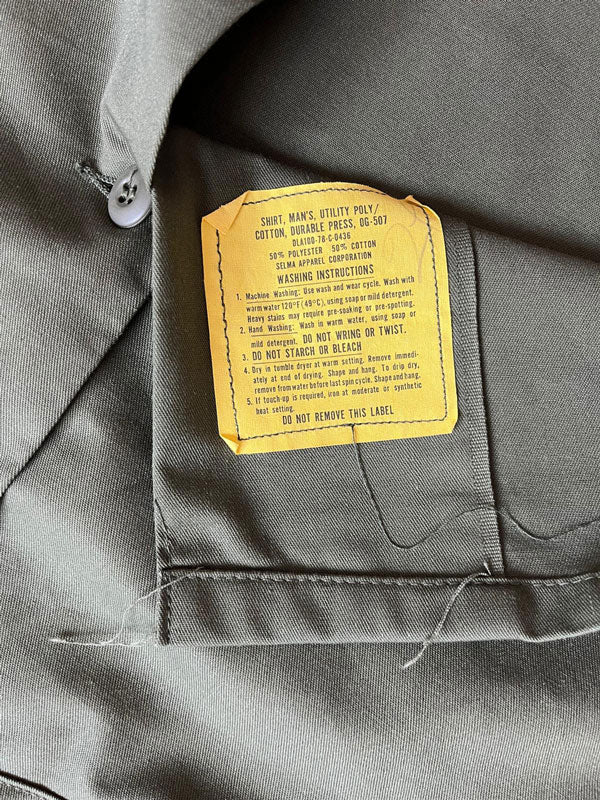 SHIRT, MAN'S, UTILITY POLY/
COTTON, DURABLE PRESS, OG-507
DLA100-78-C-0436
50% POLYESTER 50% COTTON
SELMA APPAREL CORPORATION
WASHING INSTRUCTIONS
1. Machine Washing: Use wash and wear cycle. Wash with
warm water 120°F (49°C), using soap or mild detergent.
Heavy stains may require pre-soaking or pre-spotting.
2. Hand Washing: Wash in warm water, using soap or
mild detergent. DO NOT WRING OR TWIST.
3. DO NOT STARCH OR BLEACH
4. Dry in tumble dryer at warm setting. Remove immedi-
ately at end of drying. Shape and hang. To drip dry,
remove from water before last spin cycle. Shape and hang.
5. If touch-up is required, iron at moderate or synthetic
heat setting.
DO NOT REMOVE THIS LABEL